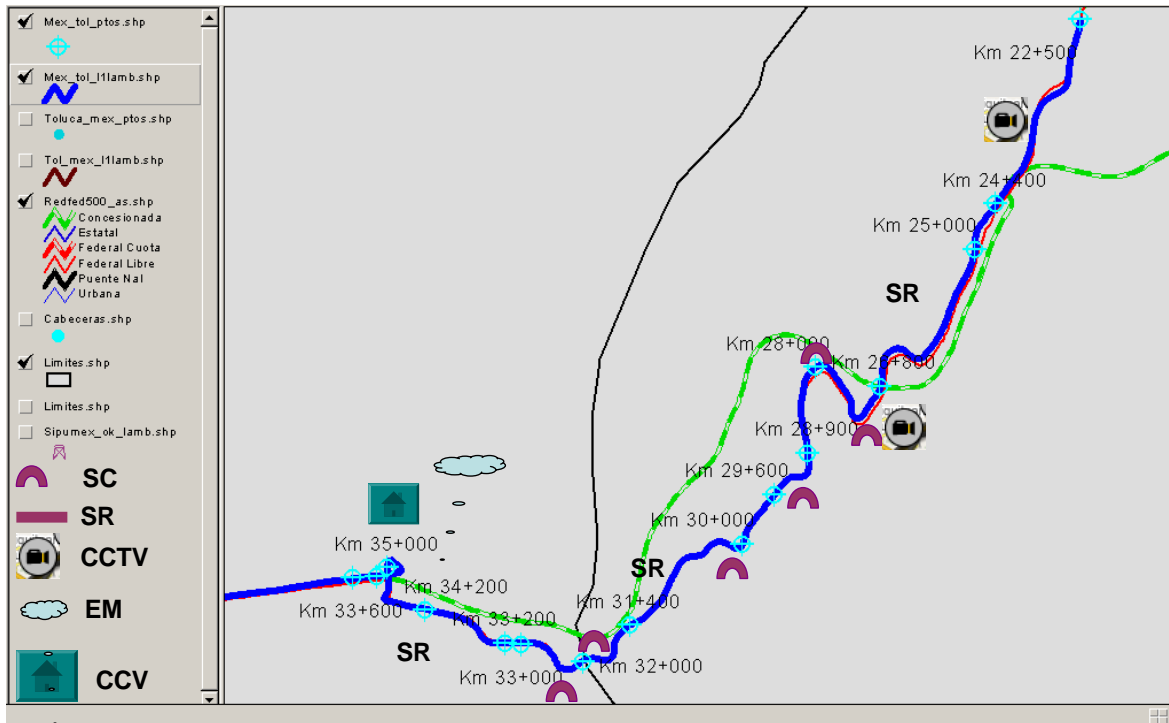 Mex_tol_ptos.shp
Mex_tol_l1lamb.shp
Toluca_mex_ptos.shp
Tol_mex_l1lamb.shp
Redfed500_as.shp
Concesionada
Estatal
Federal Cuota
Federal Libre
Puente Nal
Urbana
Cabeceras.shp
Limites.shp
Limites.shp
Sipumex_ok_lamb.shp
SC
SR
CCTV
EM
CCV
Km 22+500
Km 24+400
Km 25+000
SR
Km 28+000
Km 29+600
Km 30+000
SR
Km 31+400
Km 32+000
Km 35+000
Km 34+200
Km 33+600
Km 33+200
SR
Km 33+000